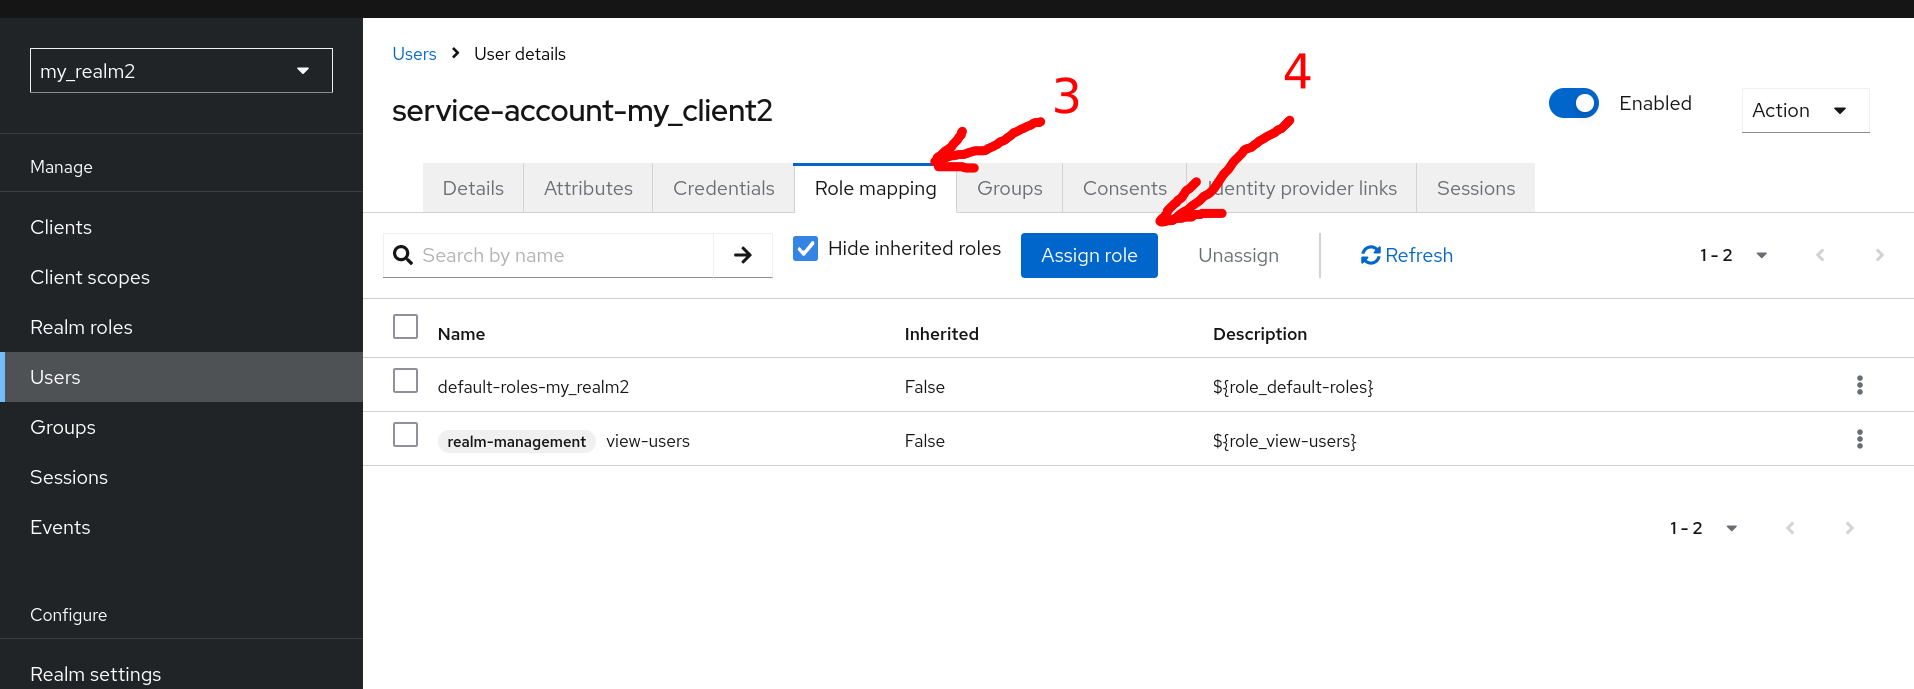 my_realm2
Manage
Clients
Client scopes
Realm roles
Users
Groups
Sessions
Events
Configure
Realm settings
Users > User details
3
4
service-account-my_client2
Enabled
Action
Details Attributes Credentials Role mapping Groups Consents Identity provider links Sessions
Search by name
Hide inherited roles
Assign role
Unassign
Refresh
1 - 2
Name Inherited Description
default-roles-my_realm2 False ${role_default-roles}
realm-management view-users False ${role_view-users}
1 - 2